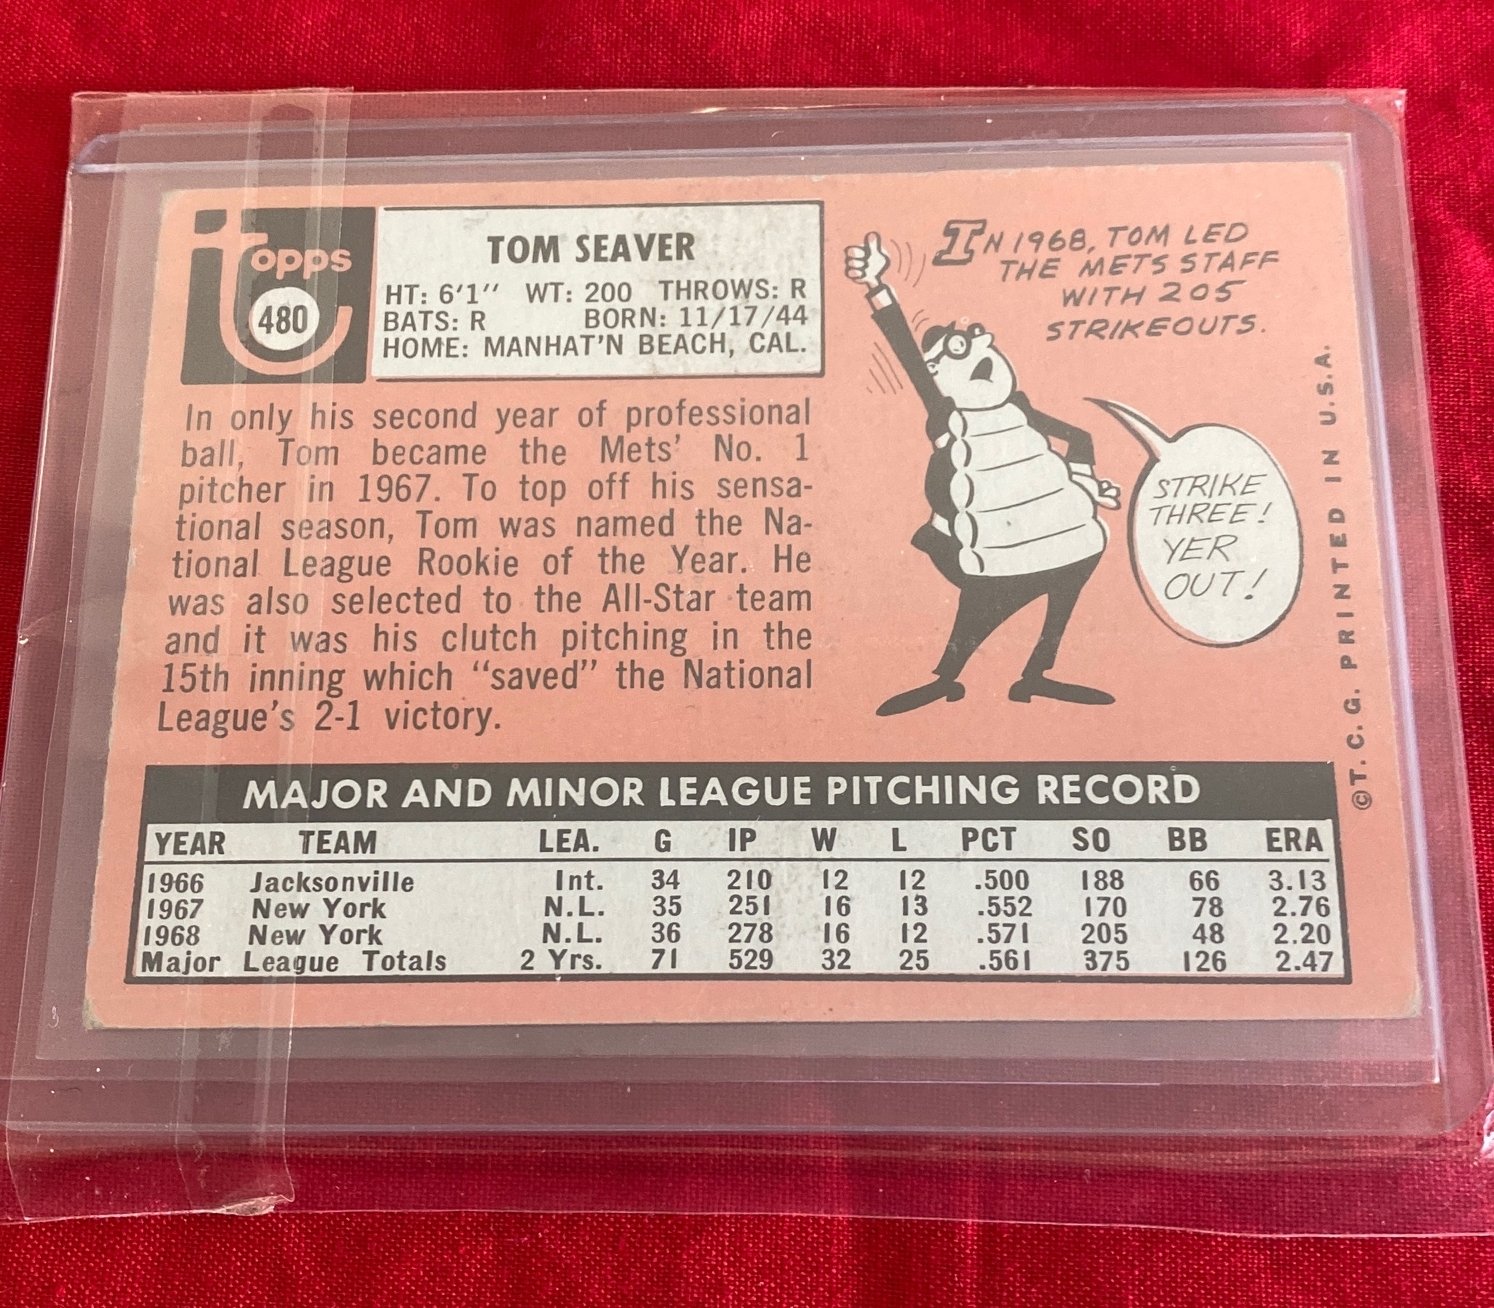 Topps
480
TOM SEAVER
HT: 6'1" WT: 200 THROWS: R
BATS: R BORN: 11/17/44
HOME: MANHAT'N BEACH, CAL.
In only his second year of professional
ball, Tom became the Mets' No. 1
pitcher in 1967. To top off his sensa-
tional season, Tom was named the Na-
tional League Rookie of the Year. He
was also selected to the All-Star team
and it was his clutch pitching in the
15th inning which "saved" the National
League's 2-1 victory.
IN 1968, TOM LED
THE METS STAFF
WITH 205
STRIKEOUTS.
STRIKE
THREE!
YER
OUT!
©T. C. G. PRINTED IN U.S.A.
MAJOR AND MINOR LEAGUE PITCHING RECORD
YEAR TEAM LEA. G IP W L PCT SO BB ERA
1966 Jacksonville Int. 34 210 12 12 .500 188 66 3.13
1967 New York N.L. 35 251 16 13 .552 170 78 2.76
1968 New York N.L. 36 278 16 12 .571 205 48 2.20
Major League Totals 2 Yrs. 71 529 32 25 .561 375 126 2.47